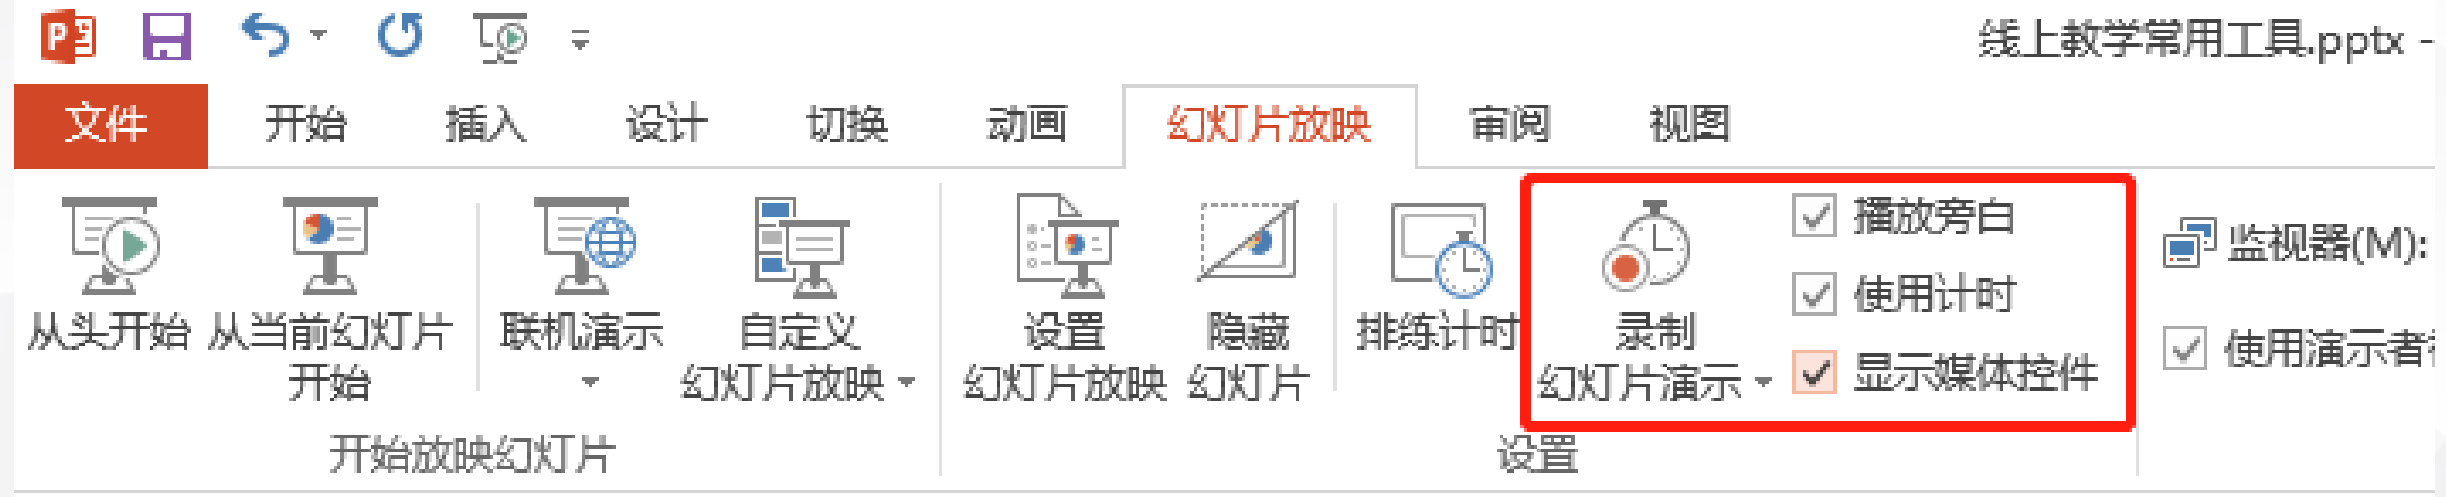 线上教学常用工具.pptx -
文件 开始 插入 设计 切换 动画 幻灯片放映 审阅 视图
从头开始
从当前幻灯片
开始
联机演示
自定义
幻灯片放映
设置
幻灯片放映
隐藏
幻灯片
排练计时
录制
幻灯片演示
播放旁白
使用计时
显示媒体控件
监视器(M):
使用演示者
开始放映幻灯片
设置